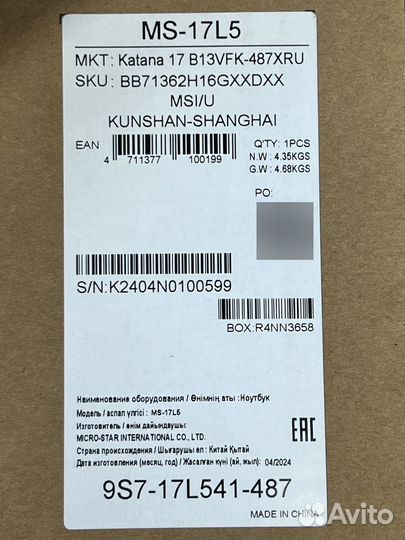 MS-17L5
MKT: Katana 17 B13VFK-487XRU
SKU: BB71362H16GXXDXX
MSI/U
KUNSHAN-SHANGHAI
EAN
4 711377 100199
Q'TY: 1PCS
N.W: 4.35KGS
G.W: 4.68KGS
PO:
S/N:K2404N0100599
BOX:R4NN3658
Наименование оборудования / Өнімнің аты : Ноутбук
Модель / аспап үлгісі : MS-17L5
Изготовитель / өнім дайындаушы:
MICRO-STAR INTERNATIONAL CO., LTD.
Страна происхождения / Шығарушы ел : Китай Қытай
Дата изготовления (месяц, год) / Жасалған күні (ай, жыл): 04/2024
EAC
9S7-17L541-487
MADE IN CHINA
Avito